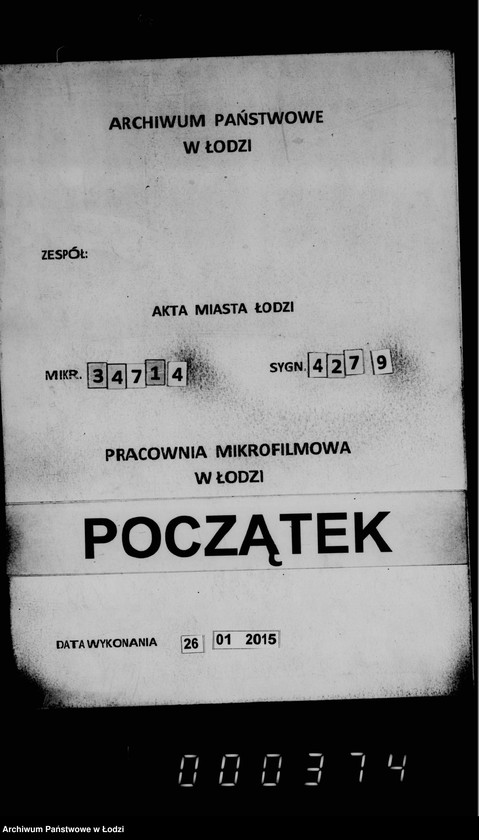 ARCHIWUM PAŃSTWOWE
W ŁODZI
ZESPÓŁ:
AKTA MIASTA ŁODZI
MIKR. 34714 SYGN. 4279
PRACOWNIA MIKROFILMOWA
W ŁODZI
POCZĄTEK
DATA WYKONANIA 26 01 2015
000374
Archiwum Państwowe w Łodzi